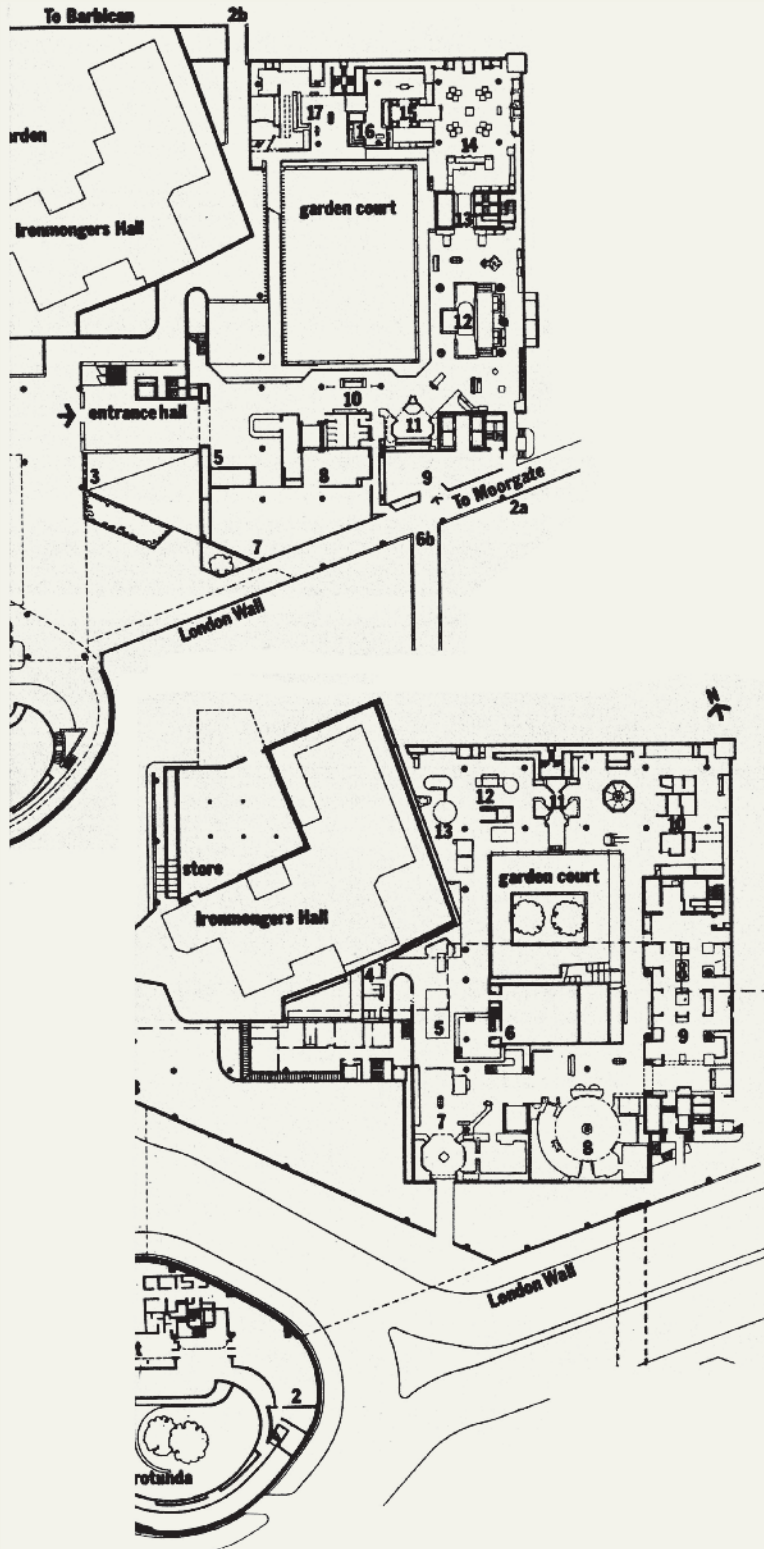 To Barbican
2b
17
16
15
14
arden
garden court
Ironmongers Hall
13
12
10
entrance hall
11
5
3
8
9
To Moorgate
2a
7
6b
London Wall
N
12
11
13
10
store
garden court
Ironmongers Hall
4
5
6
9
7
8
London Wall
2
rotunda